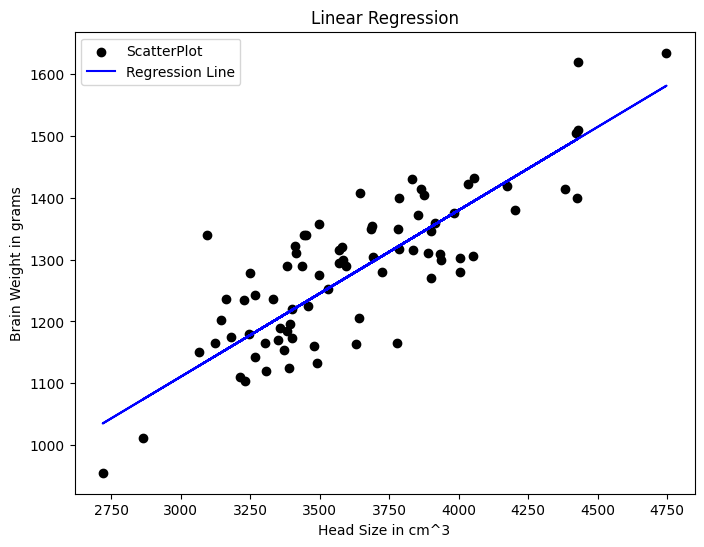 Linear Regression
ScatterPlot
Regression Line
Brain Weight in grams
1600
1500
1400
1300
1200
1100
1000
2750 3000 3250 3500 3750 4000 4250 4500 4750
Head Size in cm^3